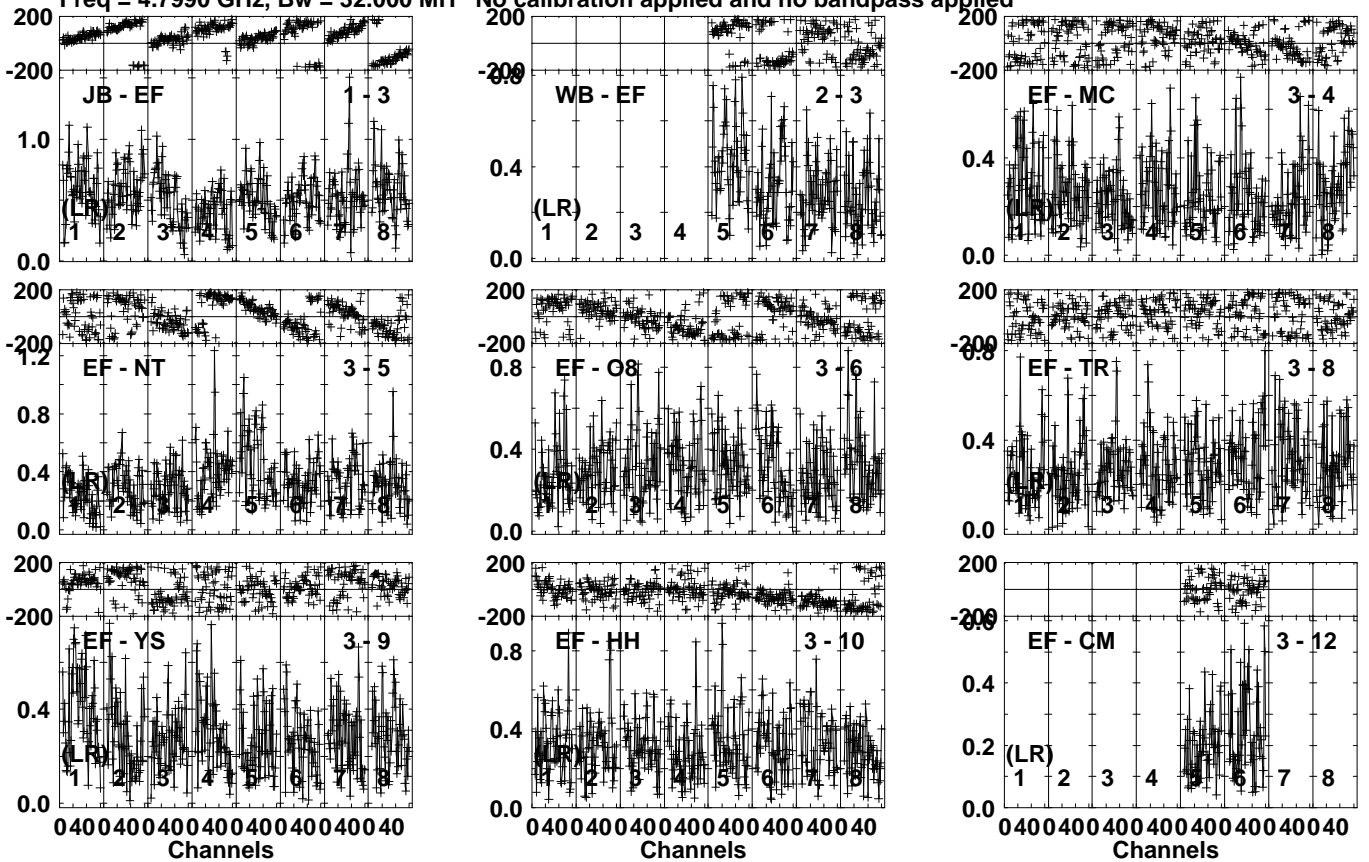 Freq = 4.7990 GHz, Bw = 32.000 MH No calibration applied and no bandpass applied
200 200 200
-200 -200 -200
0.8
JB - EF 1 - 3 WB - EF 2 - 3 EF - MC 3 - 4
1.0 0.4 0.4
(LR) (LR) (LR)
1 2 3 4 5 6 7 8 1 2 3 4 5 6 7 8 1 2 3 4 5 6 7 8
0.0 0.0 0.0
200 200 200
-200 -200 -200
1.2 0.8
EF - NT 3 - 5 EF - O8 3 - 6 EF - TR 3 - 8
0.8
0.8
0.4 0.4 0.4
(LR) (LR) (LR)
1 2 3 4 5 6 7 8 1 2 3 4 5 6 7 8 1 2 3 4 5 6 7 8
0.0 0.0 0.0
200 200 200
-200 -200 -200
0.6
EF - YS 3 - 9 EF - HH 3 - 10 EF - CM 3 - 12
0.8
0.4 0.4 0.4
0.2
(LR) (LR) (LR)
1 2 3 4 5 6 7 8 1 2 3 4 5 6 7 8 1 2 3 4 5 6 7 8
0.0 0.0 0.0
0 40 0 40 0 40 0 40 0 40 0 40 0 40 40 0 40 0 40 0 40 0 40 0 40 0 40 0 40 40 0 40 0 40 0 40 0 40 0 40 0 40 0 40 40
Channels Channels Channels